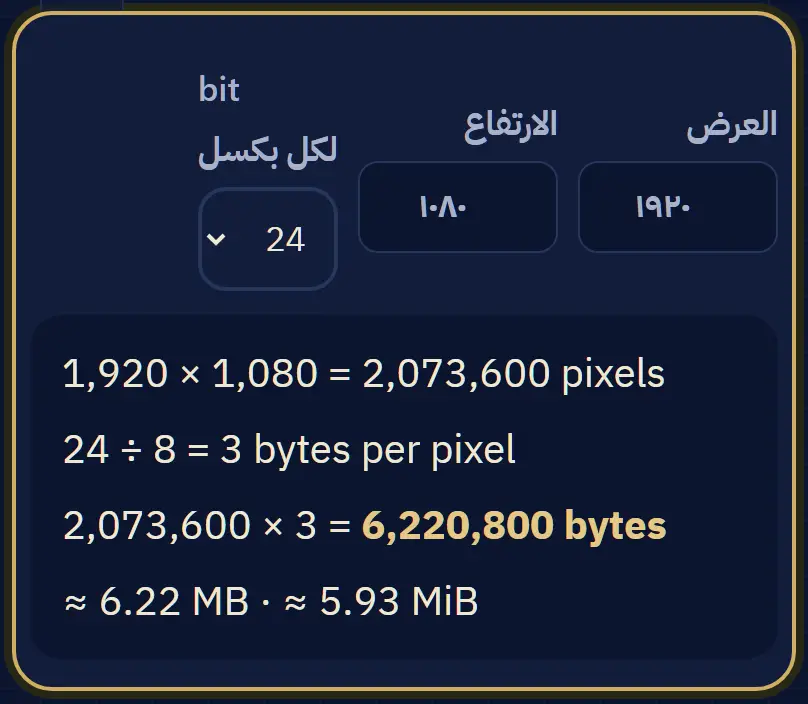 العرض
١٩٢٠
الارتفاع
١٠٨٠
bit
لكل بكسل
24
1,920 × 1,080 = 2,073,600 pixels
24 ÷ 8 = 3 bytes per pixel
2,073,600 × 3 = 6,220,800 bytes
≈ 6.22 MB · ≈ 5.93 MiB